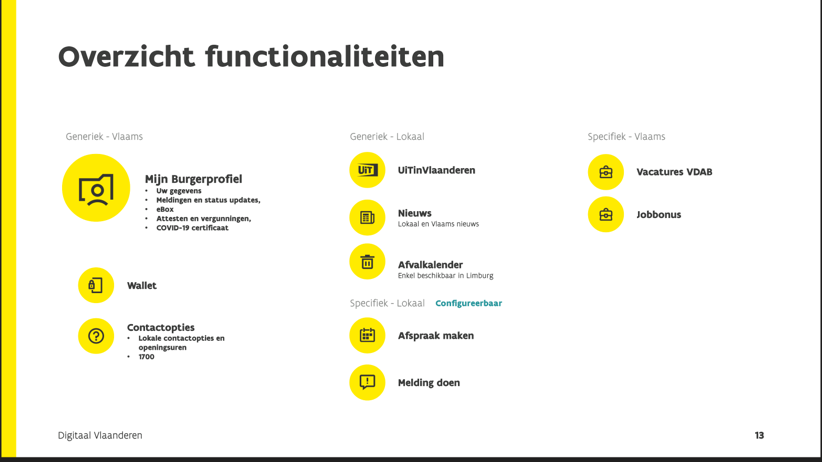 Overzicht functionaliteiten
Generiek - Vlaams
Mijn Burgerprofiel
• Uw gegevens
• Meldingen en status updates,
• eBox
• Attesten en vergunningen,
• COVID-19 certificaat
Wallet
Contactopties
• Lokale contactopties en
openingsuren
• 1700
Generiek - Lokaal
UiT
UiTinVlaanderen
Nieuws
Lokaal en Vlaams nieuws
Afvalkalender
Enkel beschikbaar in Limburg
Specifiek - Lokaal Configureerbaar
Afspraak maken
Melding doen
Specifiek - Vlaams
Vacatures VDAB
Jobbonus
Digitaal Vlaanderen
13